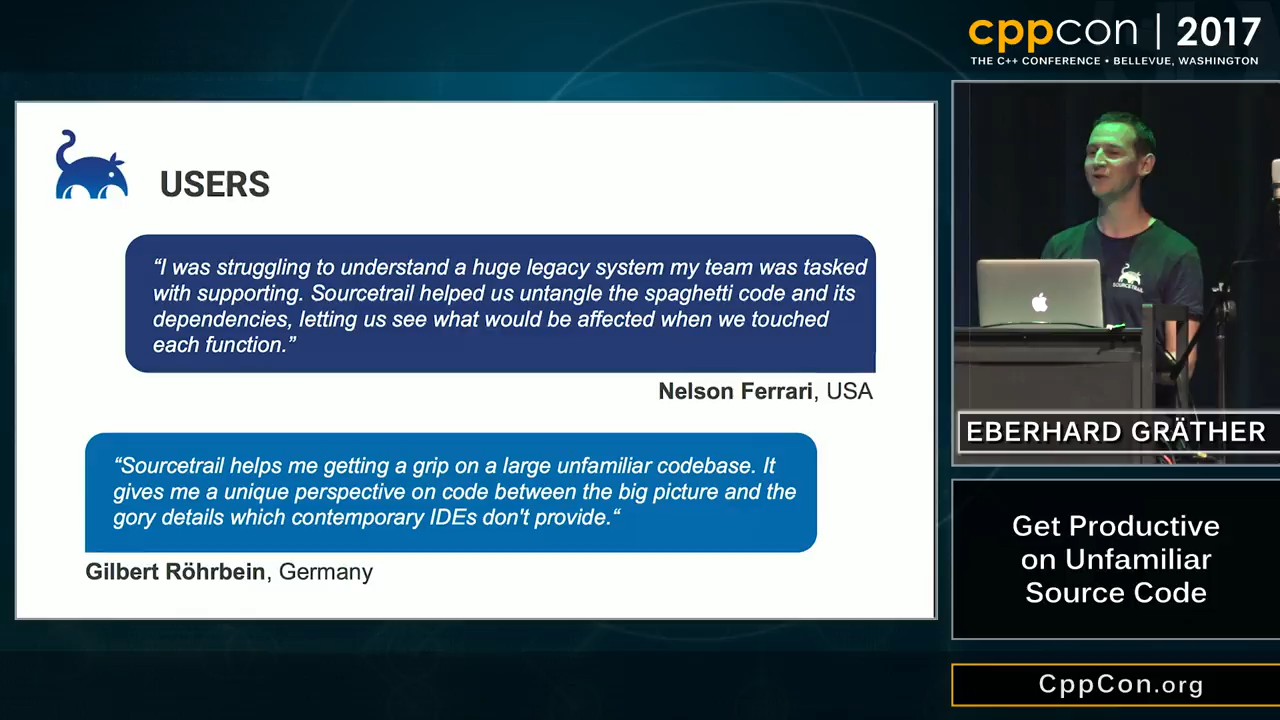 cppcon | 2017
THE C++ CONFERENCE • BELLEVUE, WASHINGTON
USERS
“I was struggling to understand a huge legacy system my team was tasked
with supporting. Sourcetrail helped us untangle the spaghetti code and its
dependencies, letting us see what would be affected when we touched
each function.”
Nelson Ferrari, USA
“Sourcetrail helps me getting a grip on a large unfamiliar codebase. It
gives me a unique perspective on code between the big picture and the
gory details which contemporary IDEs don't provide.“
Gilbert Röhrbein, Germany
SOURCETRAIL
EBERHARD GRÄTHER
Get Productive
on Unfamiliar
Source Code
CppCon.org